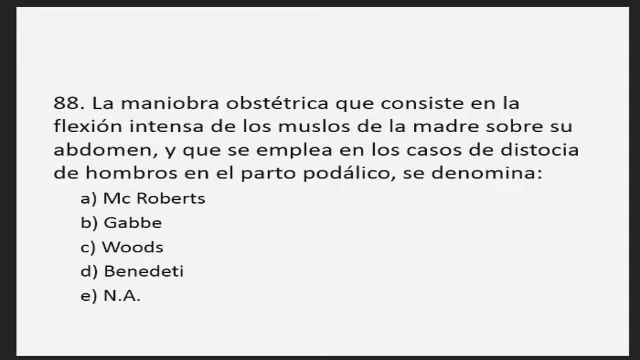 88. La maniobra obstétrica que consiste en la
flexión intensa de los muslos de la madre sobre su
abdomen, y que se emplea en los casos de distocia
de hombros en el parto podálico, se denomina:
a) Mc Roberts
b) Gabbe
c) Woods
d) Benedeti
e) N.A.